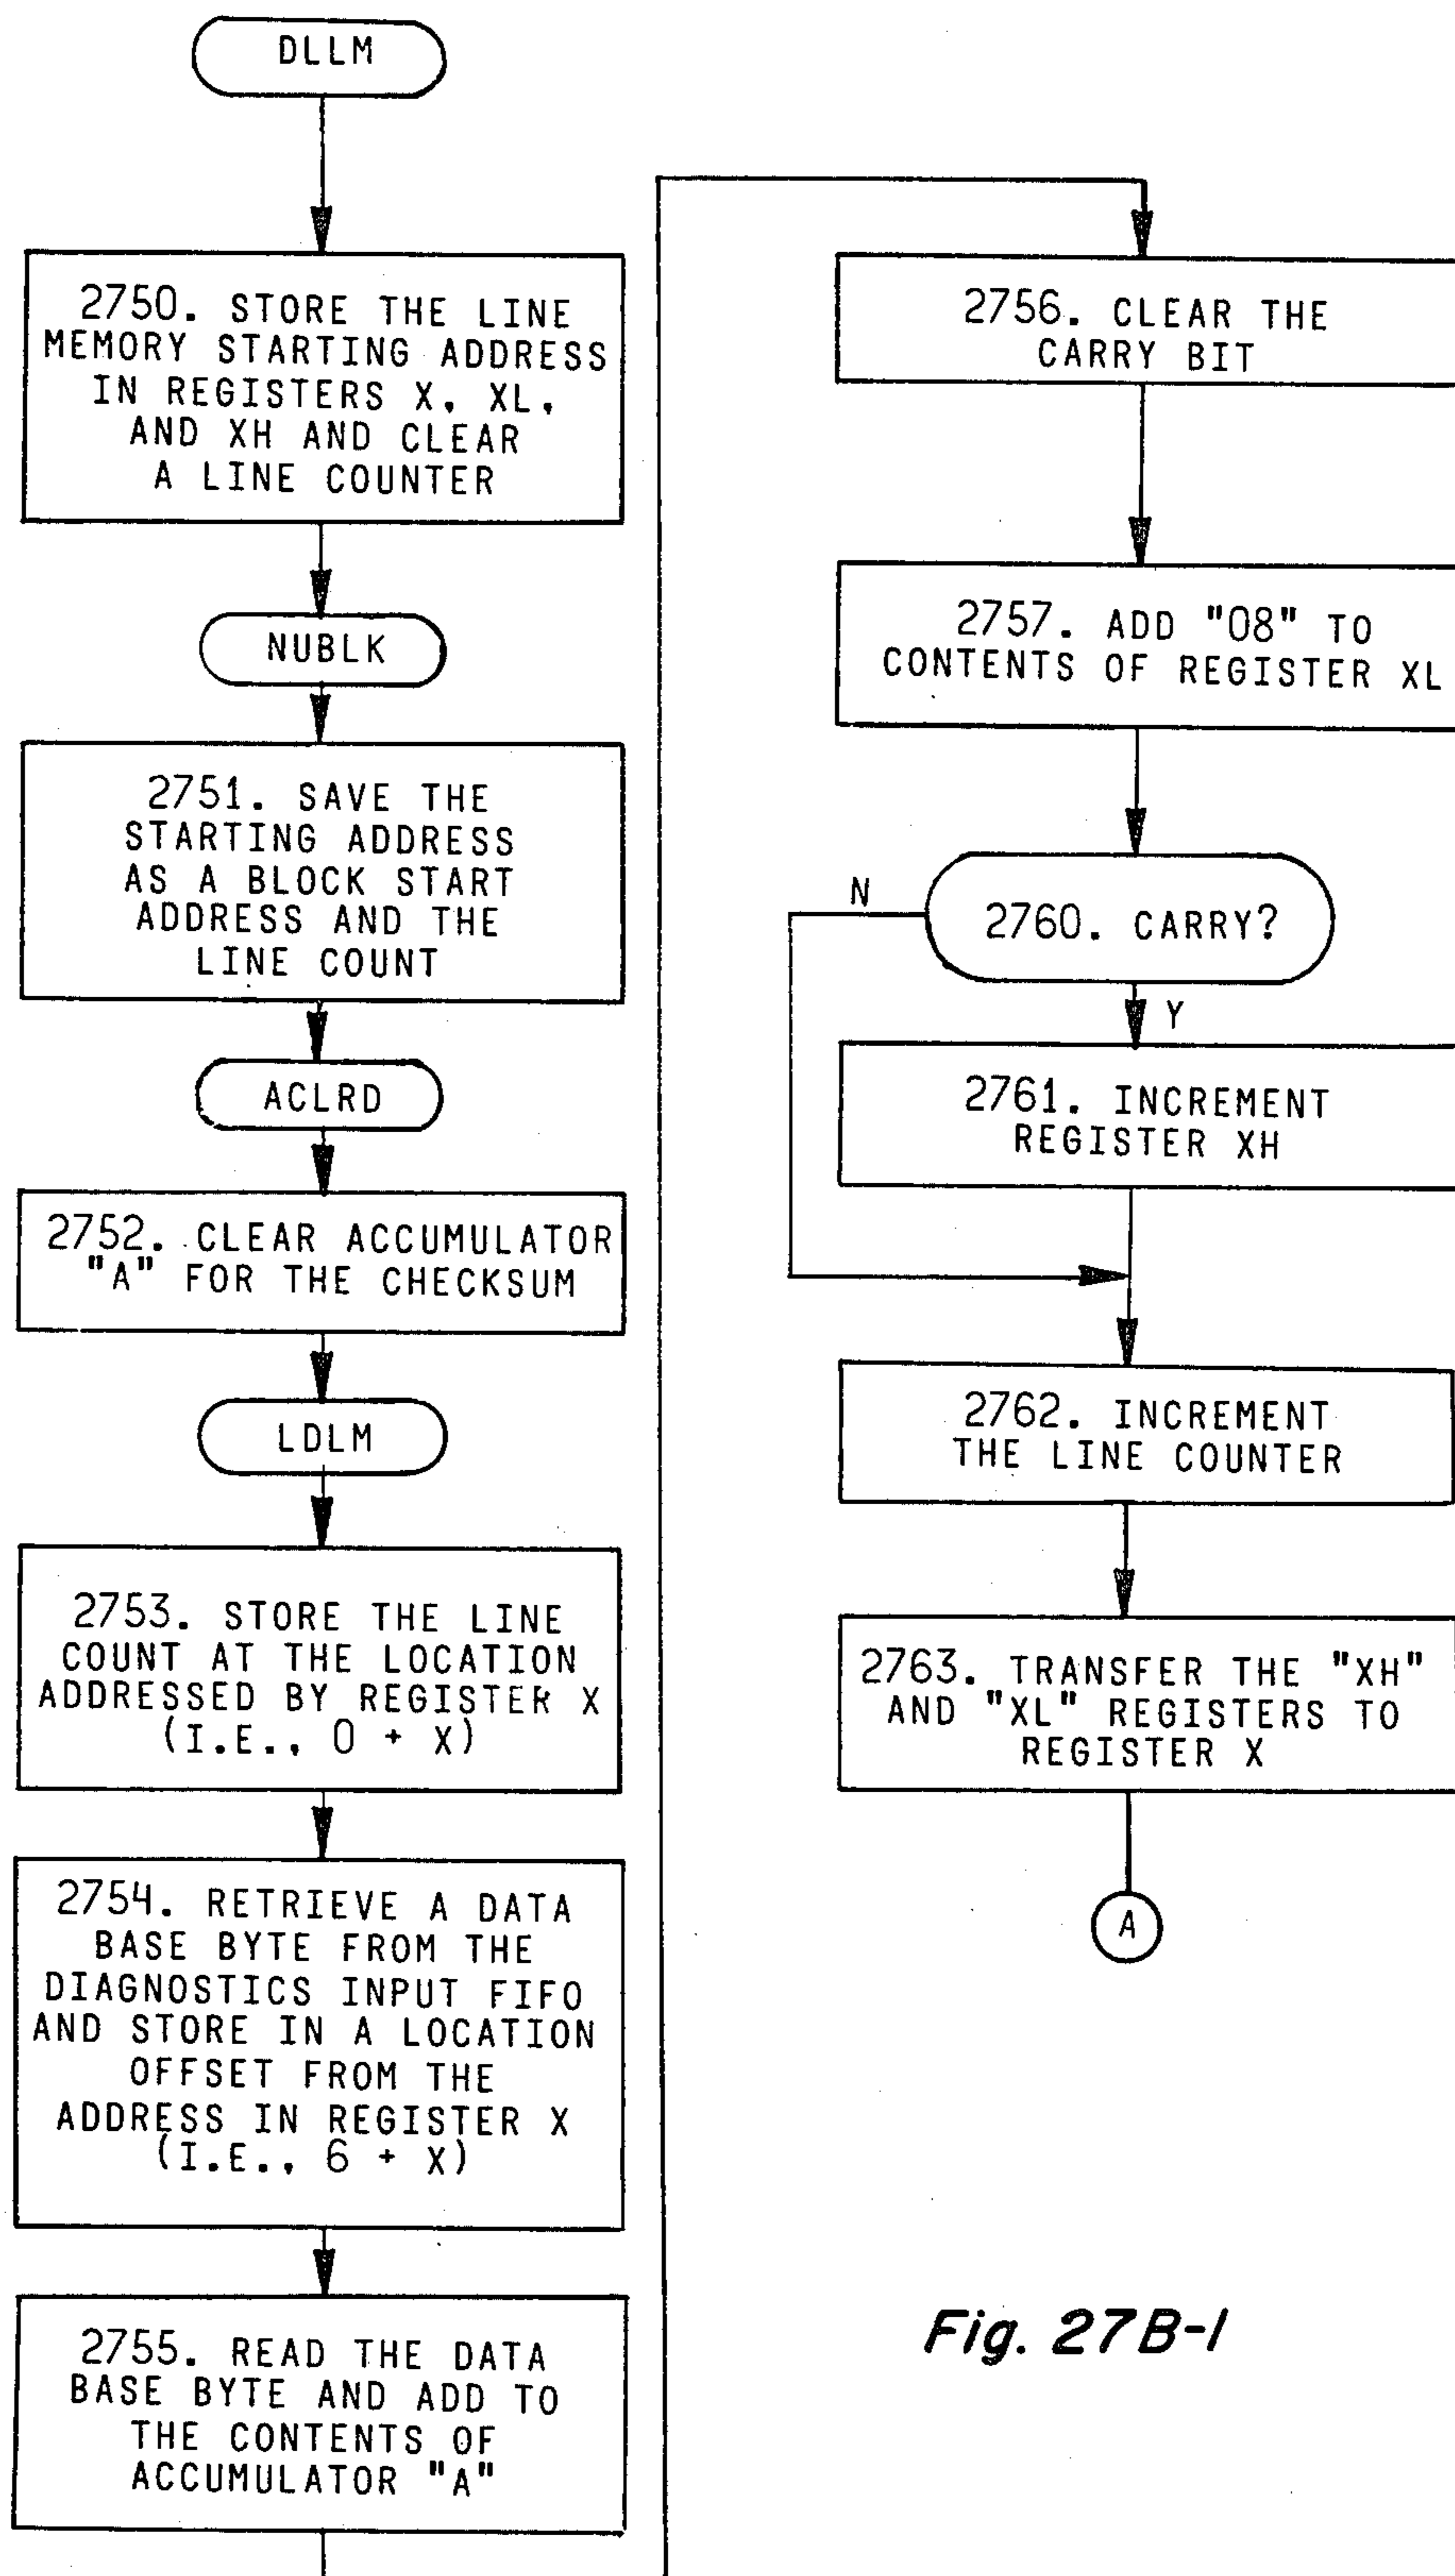 DLLM
2750. STORE THE LINE
MEMORY STARTING ADDRESS
IN REGISTERS X, XL,
AND XH AND CLEAR
A LINE COUNTER
NUBLK
2751. SAVE THE
STARTING ADDRESS
AS A BLOCK START
ADDRESS AND THE
LINE COUNT
ACLRD
2752. CLEAR ACCUMULATOR
"A" FOR THE CHECKSUM
LDLM
2753. STORE THE LINE
COUNT AT THE LOCATION
ADDRESSED BY REGISTER X
(I.E., 0 + X)
2754. RETRIEVE A DATA
BASE BYTE FROM THE
DIAGNOSTICS INPUT FIFO
AND STORE IN A LOCATION
OFFSET FROM THE
ADDRESS IN REGISTER X
(I.E., 6 + X)
2755. READ THE DATA
BASE BYTE AND ADD TO
THE CONTENTS OF
ACCUMULATOR "A"
2756. CLEAR THE
CARRY BIT
2757. ADD "08" TO
CONTENTS OF REGISTER XL
2760. CARRY?
N
Y
2761. INCREMENT
REGISTER XH
2762. INCREMENT
THE LINE COUNTER
2763. TRANSFER THE "XH"
AND "XL" REGISTERS TO
REGISTER X
A
Fig. 27B-1